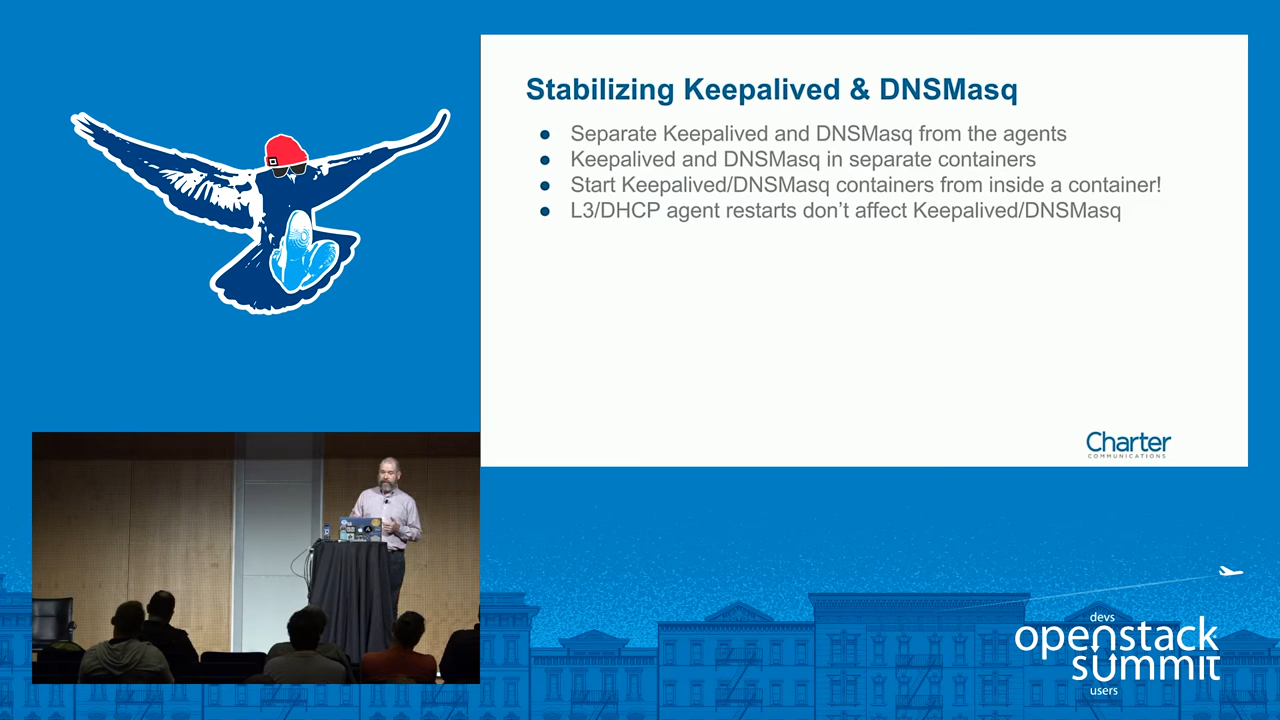 Stabilizing Keepalived & DNSMasq
● Separate Keepalived and DNSMasq from the agents
● Keepalived and DNSMasq in separate containers
● Start Keepalived/DNSMasq containers from inside a container!
● L3/DHCP agent restarts don't affect Keepalived/DNSMasq
Charter
COMMUNICATIONS
devs
openstack
summit
users